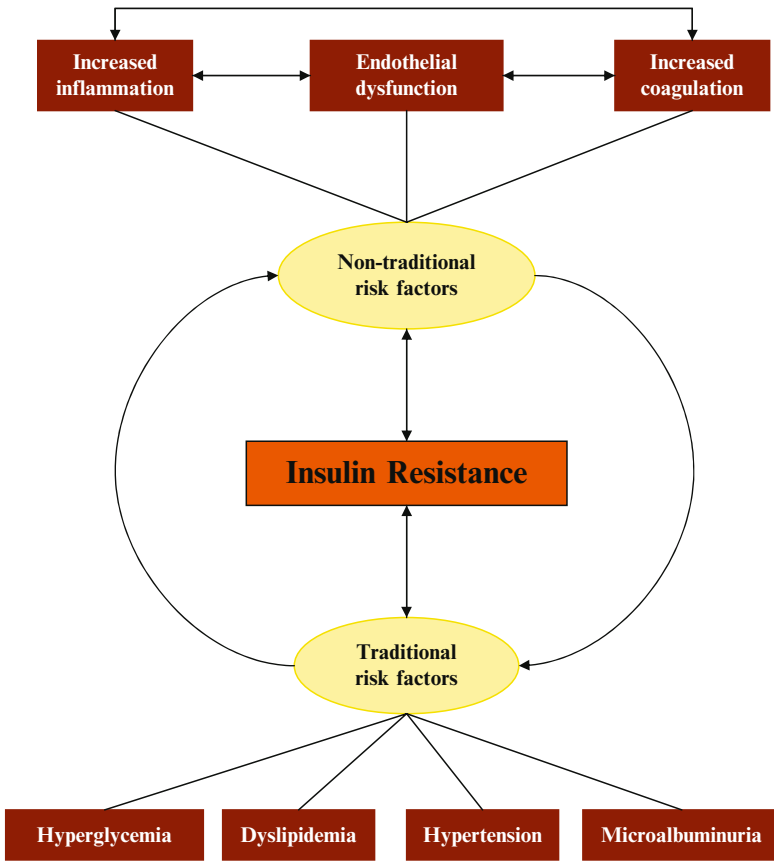 Increased
inflammation
Endothelial
dysfunction
Increased
coagulation
Non-traditional
risk factors
Insulin Resistance
Traditional
risk factors
Hyperglycemia
Dyslipidemia
Hypertension
Microalbuminuria